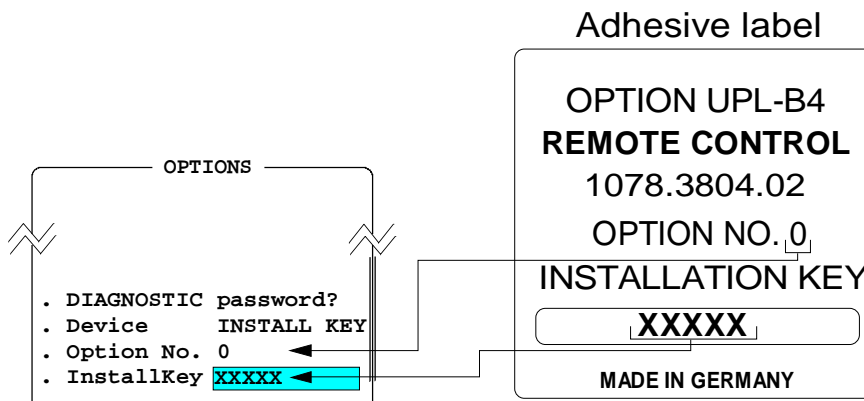 Adhesive label
OPTION UPL-B4
REMOTE CONTROL
1078.3804.02
OPTION NO. 0
INSTALLATION KEY
XXXXX
MADE IN GERMANY
OPTIONS
. DIAGNOSTIC password?
. Device INSTALL KEY
. Option No. 0
. InstallKey XXXXX